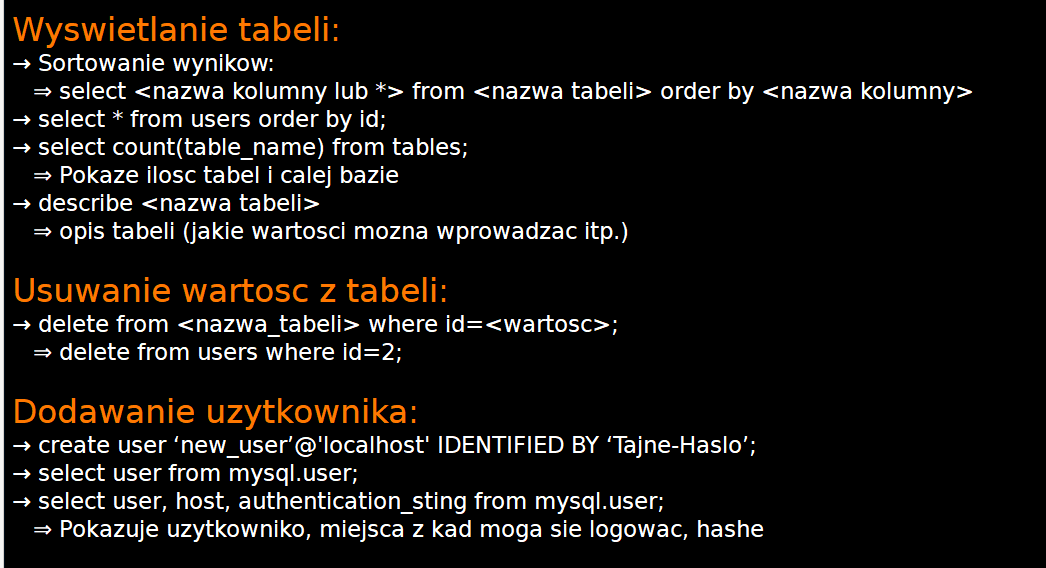 Wyswietlanie tabeli:
→ Sortowanie wynikow:
⇒ select <nazwa kolumny lub *> from <nazwa tabeli> order by <nazwa kolumny>
→ select * from users order by id;
→ select count(table_name) from tables;
⇒ Pokaze ilosc tabel i calej bazie
→ describe <nazwa tabeli>
⇒ opis tabeli (jakie wartosci mozna wprowadzac itp.)
Usuwanie wartosc z tabeli:
→ delete from <nazwa_tabeli> where id=<wartosc>;
⇒ delete from users where id=2;
Dodawanie uzytkownika:
→ create user ‘new_user’@'localhost' IDENTIFIED BY ‘Tajne-Haslo’;
→ select user from mysql.user;
→ select user, host, authentication_sting from mysql.user;
⇒ Pokazuje uzytkowniko, miejsca z kad moga sie logowac, hashe